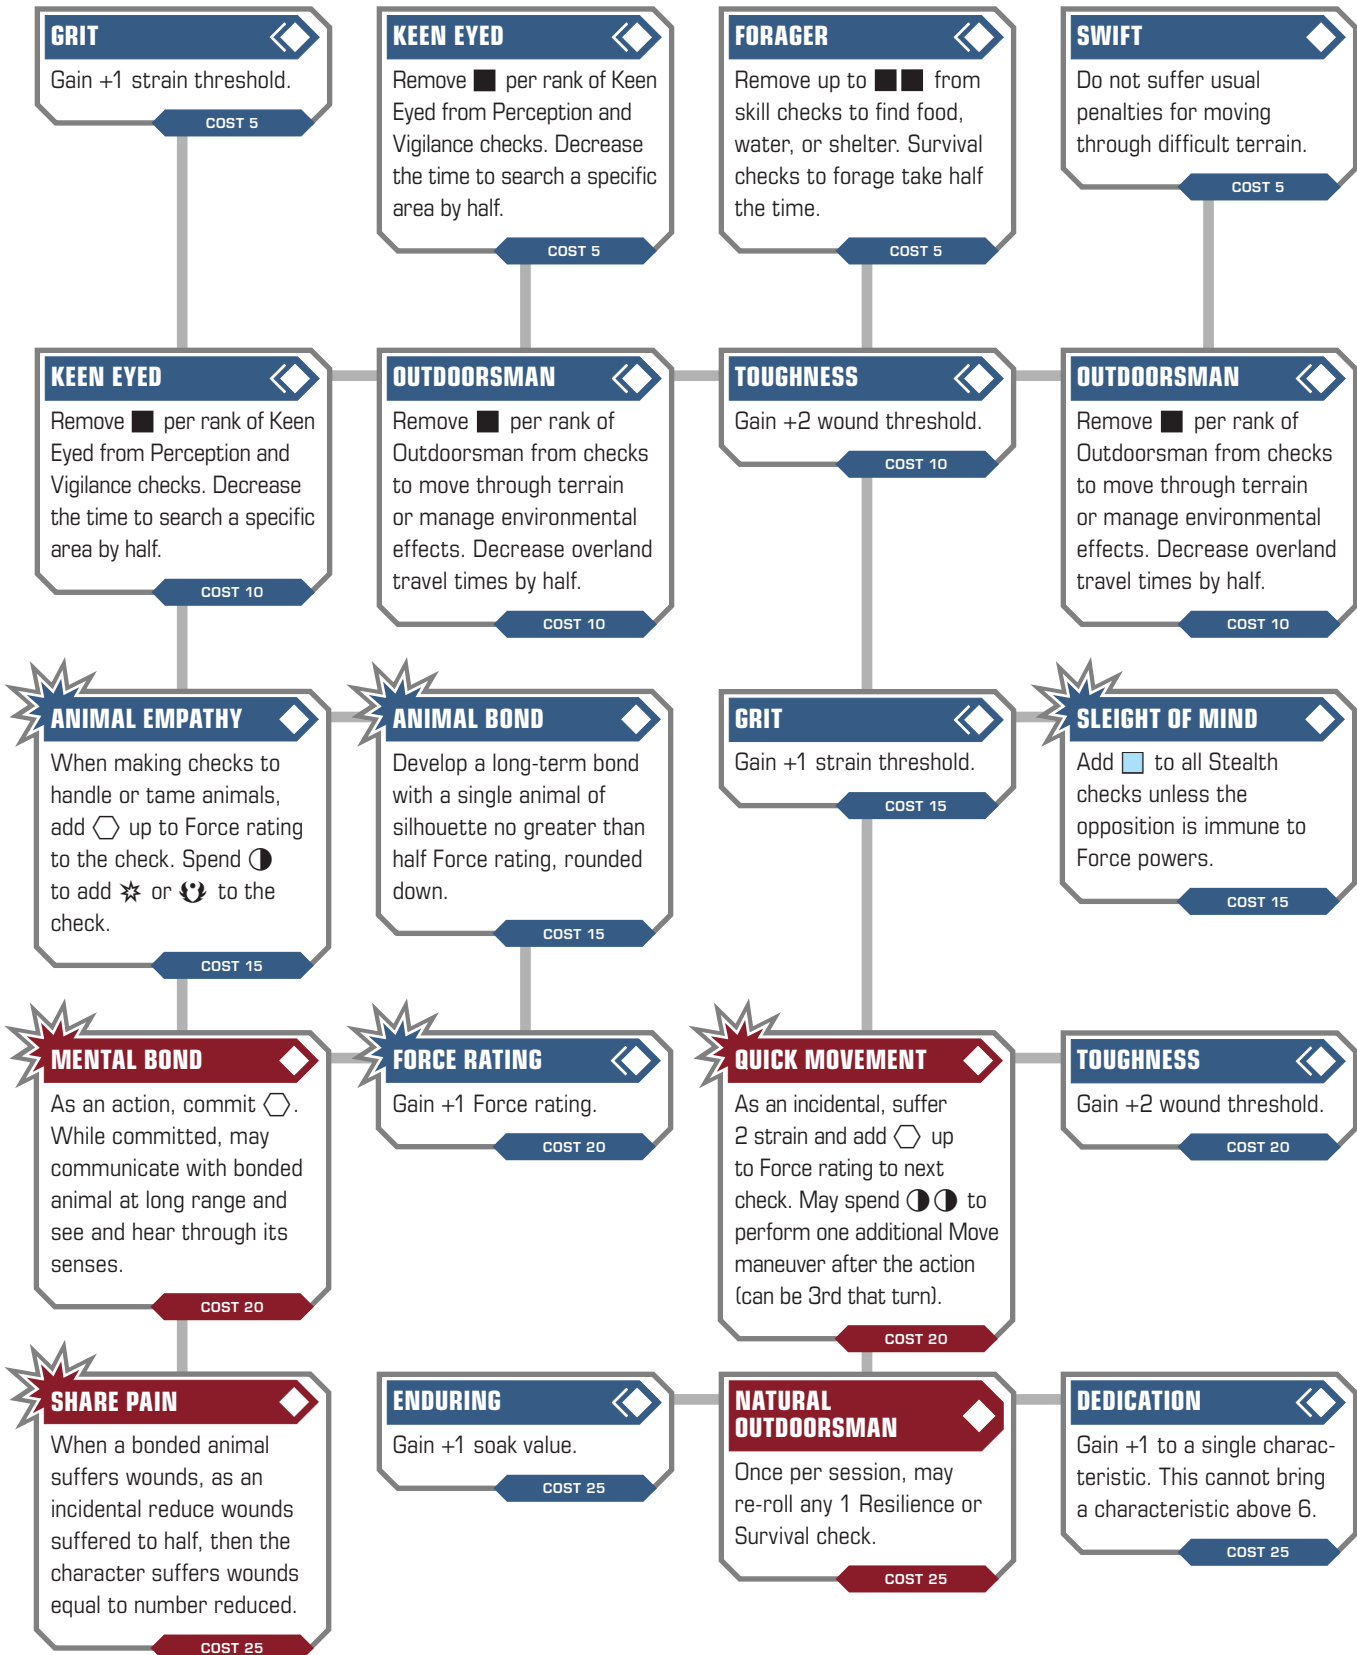 GRIT
Gain +1 strain threshold.
COST 5
KEEN EYED
Remove per rank of Keen
Eyed from Perception and
Vigilance checks. Decrease
the time to search a specific
area by half.
COST 5
FORAGER
Remove up to from
skill checks to find food,
water, or shelter. Survival
checks to forage take half
the time.
COST 5
SWIFT
Do not suffer usual
penalties for moving
through difficult terrain.
COST 5
KEEN EYED
Remove per rank of Keen
Eyed from Perception and
Vigilance checks. Decrease
the time to search a specific
area by half.
COST 10
OUTDOORSMAN
Remove per rank of
Outdoorsman from checks
to move through terrain
or manage environmental
effects. Decrease overland
travel times by half.
COST 10
TOUGHNESS
Gain +2 wound threshold.
COST 10
OUTDOORSMAN
Remove per rank of
Outdoorsman from checks
to move through terrain
or manage environmental
effects. Decrease overland
travel times by half.
COST 10
ANIMAL EMPATHY
When making checks to
handle or tame animals,
add up to Force rating
to the check. Spend
to add or to the
check.
COST 15
ANIMAL BOND
Develop a long-term bond
with a single animal of
silhouette no greater than
half Force rating, rounded
down.
COST 15
GRIT
Gain +1 strain threshold.
COST 15
SLEIGHT OF MIND
Add to all Stealth
checks unless the
opposition is immune to
Force powers.
COST 15
MENTAL BOND
As an action, commit .
While committed, may
communicate with bonded
animal at long range and
see and hear through its
senses.
COST 20
FORCE RATING
Gain +1 Force rating.
COST 20
QUICK MOVEMENT
As an incidental, suffer
2 strain and add up
to Force rating to next
check. May spend to
perform one additional Move
maneuver after the action
(can be 3rd that turn).
COST 20
TOUGHNESS
Gain +2 wound threshold.
COST 20
SHARE PAIN
When a bonded animal
suffers wounds, as an
incidental reduce wounds
suffered to half, then the
character suffers wounds
equal to number reduced.
COST 25
ENDURING
Gain +1 soak value.
COST 25
NATURAL
OUTDOORSMAN
Once per session, may
re-roll any 1 Resilience or
Survival check.
COST 25
DEDICATION
Gain +1 to a single charac-
teristic. This cannot bring
a characteristic above 6.
COST 25